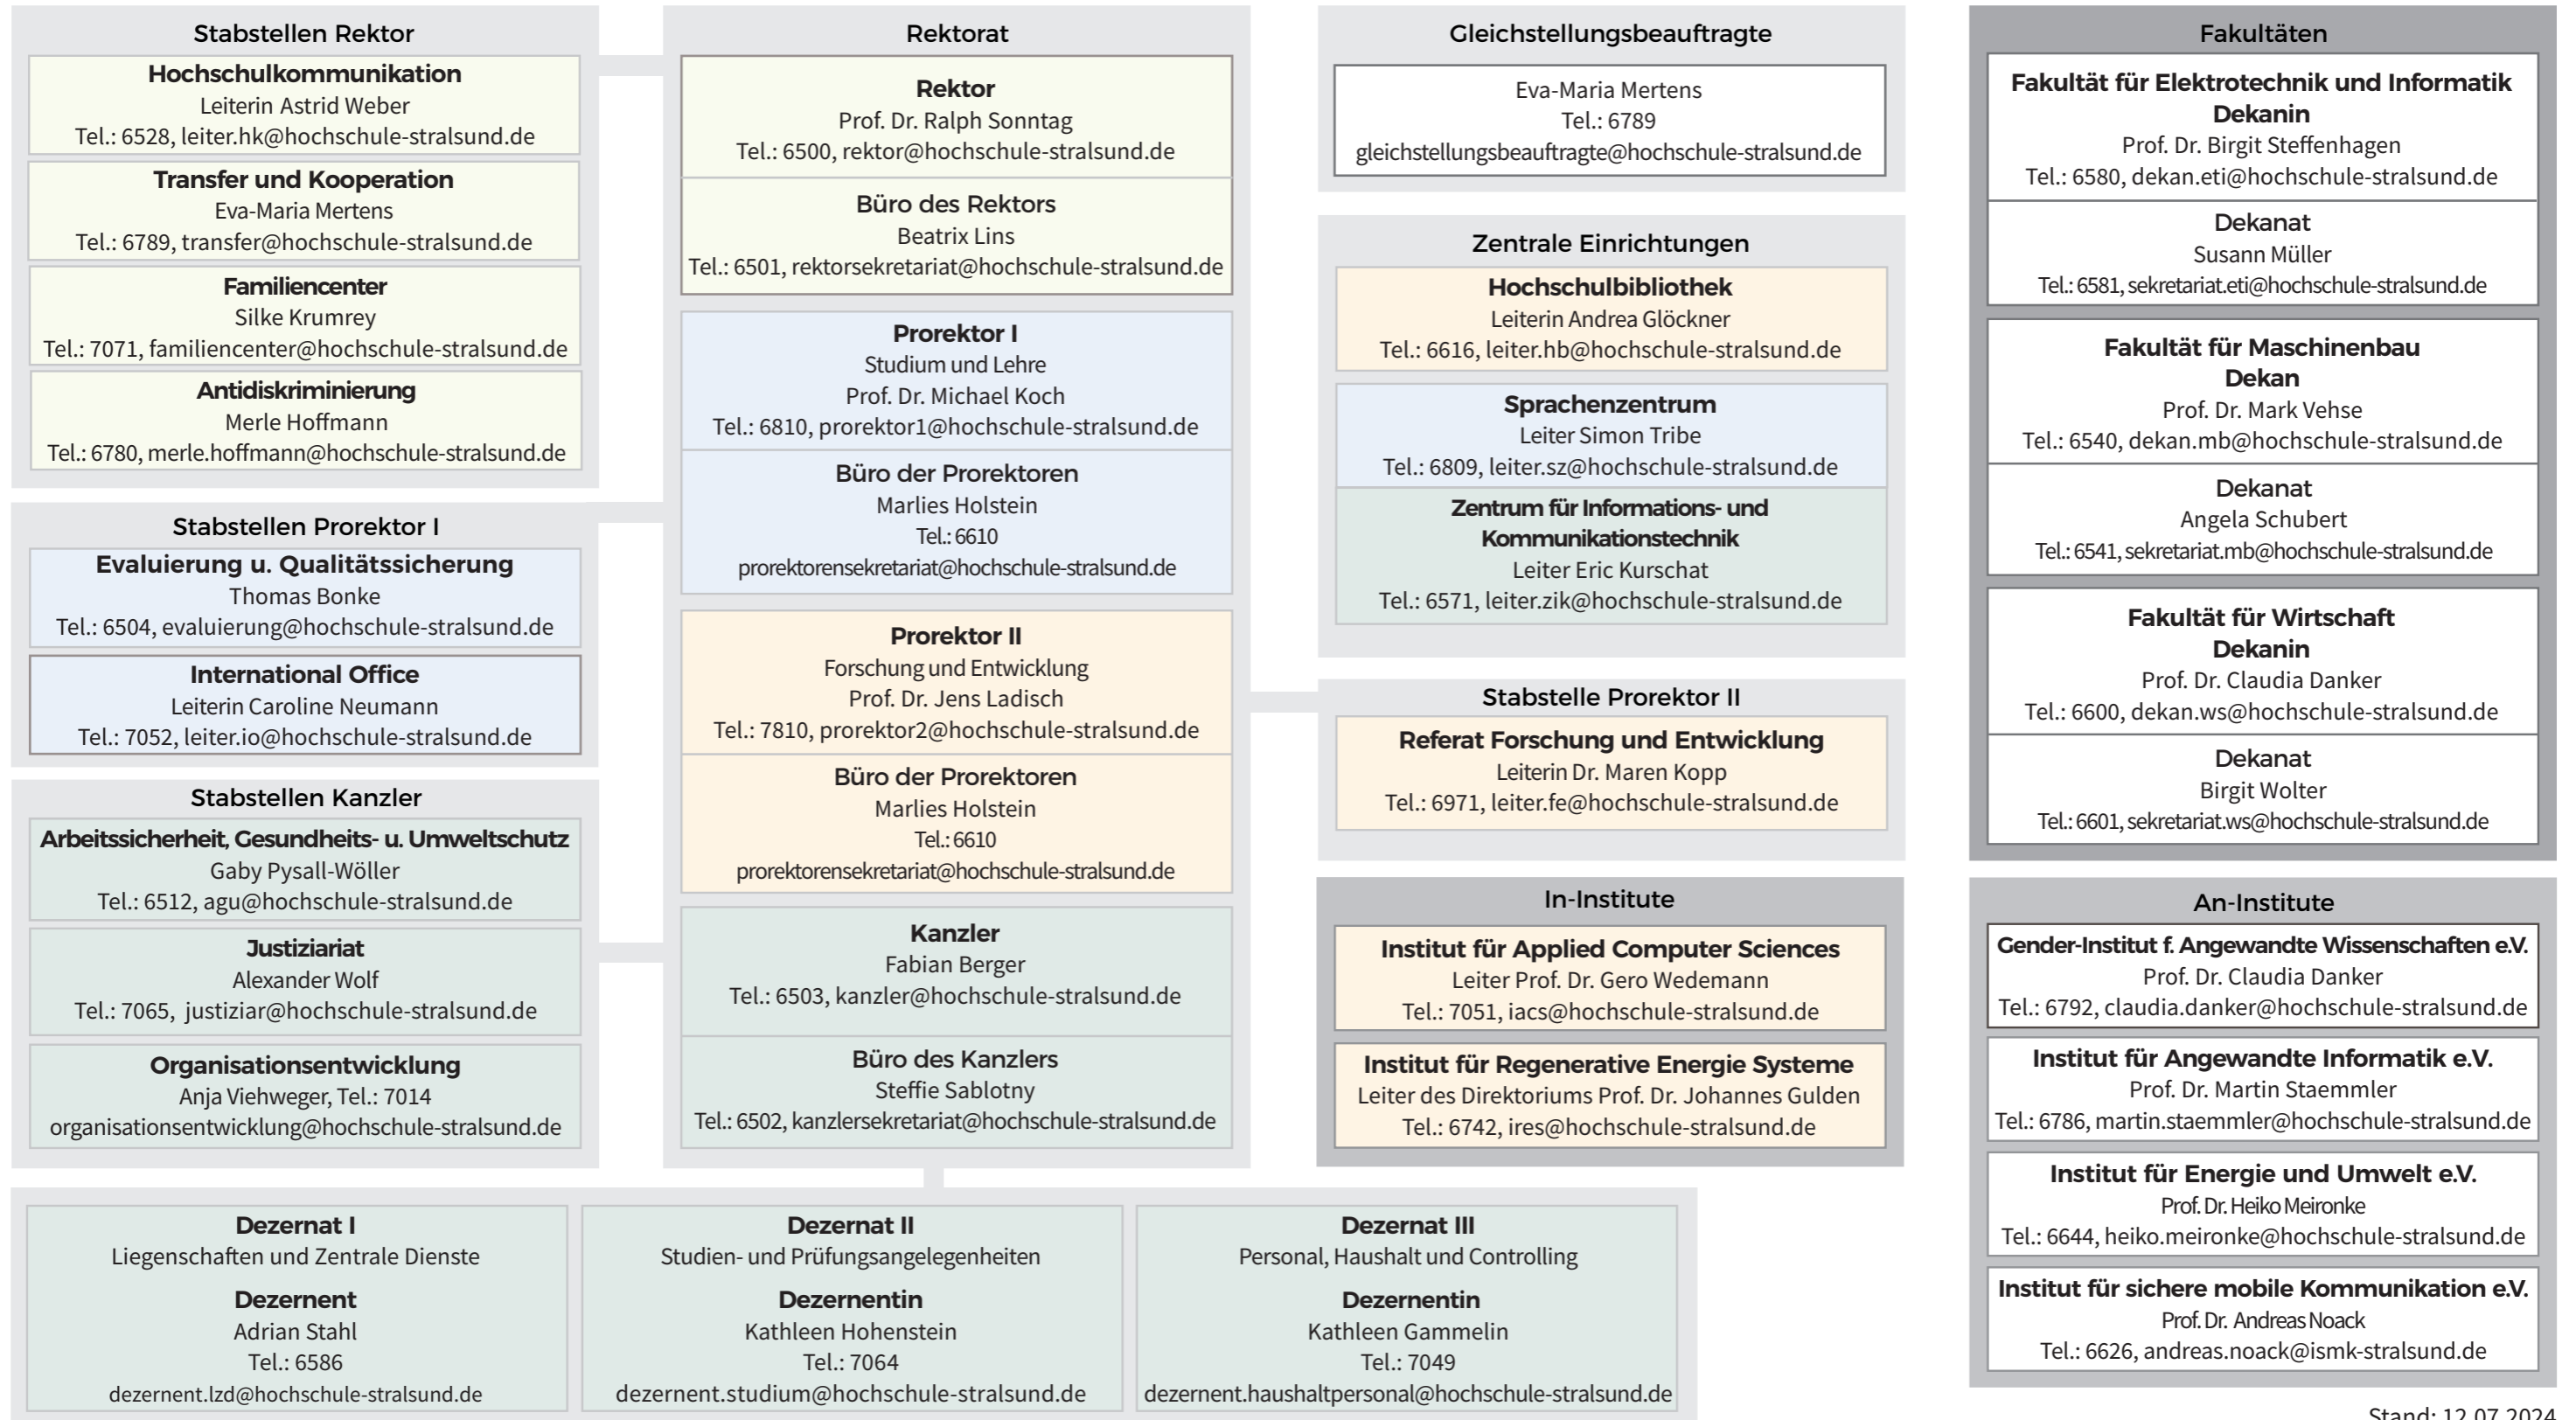 Stabstellen Rektor
Hochschulkommunikation
Leiterin Astrid Weber
Tel.: 6528, leiter.hk@hochschule-stralsund.de
Transfer und Kooperation
Eva-Maria Mertens
Tel.: 6789, transfer@hochschule-stralsund.de
Familiencenter
Silke Krumrey
Tel.: 7071, familiencenter@hochschule-stralsund.de
Antidiskriminierung
Merle Hoffmann
Tel.: 6780, merle.hoffmann@hochschule-stralsund.de
Stabstellen Prorektor I
Evaluierung u. Qualitätssicherung
Thomas Bonke
Tel.: 6504, evaluierung@hochschule-stralsund.de
International Office
Leiterin Caroline Neumann
Tel.: 7052, leiter.io@hochschule-stralsund.de
Stabstellen Kanzler
Arbeitssicherheit, Gesundheits- u. Umweltschutz
Gaby Pysall-Wöller
Tel.: 6512, agu@hochschule-stralsund.de
Justiziariat
Alexander Wolf
Tel.: 7065, justiziar@hochschule-stralsund.de
Organisationsentwicklung
Anja Viehweger, Tel.: 7014
organisationsentwicklung@hochschule-stralsund.de
Rektorat
Rektor
Prof. Dr. Ralph Sonntag
Tel.: 6500, rektor@hochschule-stralsund.de
Büro des Rektors
Beatrix Lins
Tel.: 6501, rektorsekretariat@hochschule-stralsund.de
Prorektor I
Studium und Lehre
Prof. Dr. Michael Koch
Tel.: 6810, prorektor1@hochschule-stralsund.de
Büro der Prorektoren
Marlies Holstein
Tel.: 6610
prorektorensekretariat@hochschule-stralsund.de
Prorektor II
Forschung und Entwicklung
Prof. Dr. Jens Ladisch
Tel.: 7810, prorektor2@hochschule-stralsund.de
Büro der Prorektoren
Marlies Holstein
Tel.: 6610
prorektorensekretariat@hochschule-stralsund.de
Kanzler
Fabian Berger
Tel.: 6503, kanzler@hochschule-stralsund.de
Büro des Kanzlers
Steffie Sablotny
Tel.: 6502, kanzlersekretariat@hochschule-stralsund.de
Gleichstellungsbeauftragte
Eva-Maria Mertens
Tel.: 6789
gleichstellungsbeauftragte@hochschule-stralsund.de
Zentrale Einrichtungen
Hochschulbibliothek
Leiterin Andrea Glöckner
Tel.: 6616, leiter.hb@hochschule-stralsund.de
Sprachenzentrum
Leiter Simon Tribe
Tel.: 6809, leiter.sz@hochschule-stralsund.de
Zentrum für Informations- und
Kommunikationstechnik
Leiter Eric Kurschat
Tel.: 6571, leiter.zik@hochschule-stralsund.de
Stabstelle Prorektor II
Referat Forschung und Entwicklung
Leiterin Dr. Maren Kopp
Tel.: 6971, leiter.fe@hochschule-stralsund.de
In-Institute
Institut für Applied Computer Sciences
Leiter Prof. Dr. Gero Wedemann
Tel.: 7051, iacs@hochschule-stralsund.de
Institut für Regenerative Energie Systeme
Leiter des Direktoriums Prof. Dr. Johannes Gulden
Tel.: 6742, ires@hochschule-stralsund.de
Fakultäten
Fakultät für Elektrotechnik und Informatik
Dekanin
Prof. Dr. Birgit Steffenhagen
Tel.: 6580, dekan.eti@hochschule-stralsund.de
Dekanat
Susann Müller
Tel.: 6581, sekretariat.eti@hochschule-stralsund.de
Fakultät für Maschinenbau
Dekan
Prof. Dr. Mark Vehse
Tel.: 6540, dekan.mb@hochschule-stralsund.de
Dekanat
Angela Schubert
Tel.: 6541, sekretariat.mb@hochschule-stralsund.de
Fakultät für Wirtschaft
Dekanin
Prof. Dr. Claudia Danker
Tel.: 6600, dekan.ws@hochschule-stralsund.de
Dekanat
Birgit Wolter
Tel.: 6601, sekretariat.ws@hochschule-stralsund.de
An-Institute
Gender-Institut f. Angewandte Wissenschaften e.V.
Prof. Dr. Claudia Danker
Tel.: 6792, claudia.danker@hochschule-stralsund.de
Institut für Angewandte Informatik e.V.
Prof. Dr. Martin Staemmler
Tel.: 6786, martin.staemmler@hochschule-stralsund.de
Institut für Energie und Umwelt e.V.
Prof. Dr. Heiko Meironke
Tel.: 6644, heiko.meironke@hochschule-stralsund.de
Institut für sichere mobile Kommunikation e.V.
Prof. Dr. Andreas Noack
Tel.: 6626, andreas.noack@ismk-stralsund.de
Dezernat I
Liegenschaften und Zentrale Dienste
Dezernent
Adrian Stahl
Tel.: 6586
dezernent.lzd@hochschule-stralsund.de
Dezernat II
Studien- und Prüfungsangelegenheiten
Dezernentin
Kathleen Hohenstein
Tel.: 7064
dezernent.studium@hochschule-stralsund.de
Dezernat III
Personal, Haushalt und Controlling
Dezernentin
Kathleen Gammelin
Tel.: 7049
dezernent.haushaltpersonal@hochschule-stralsund.de
Stand: 12.07.2024